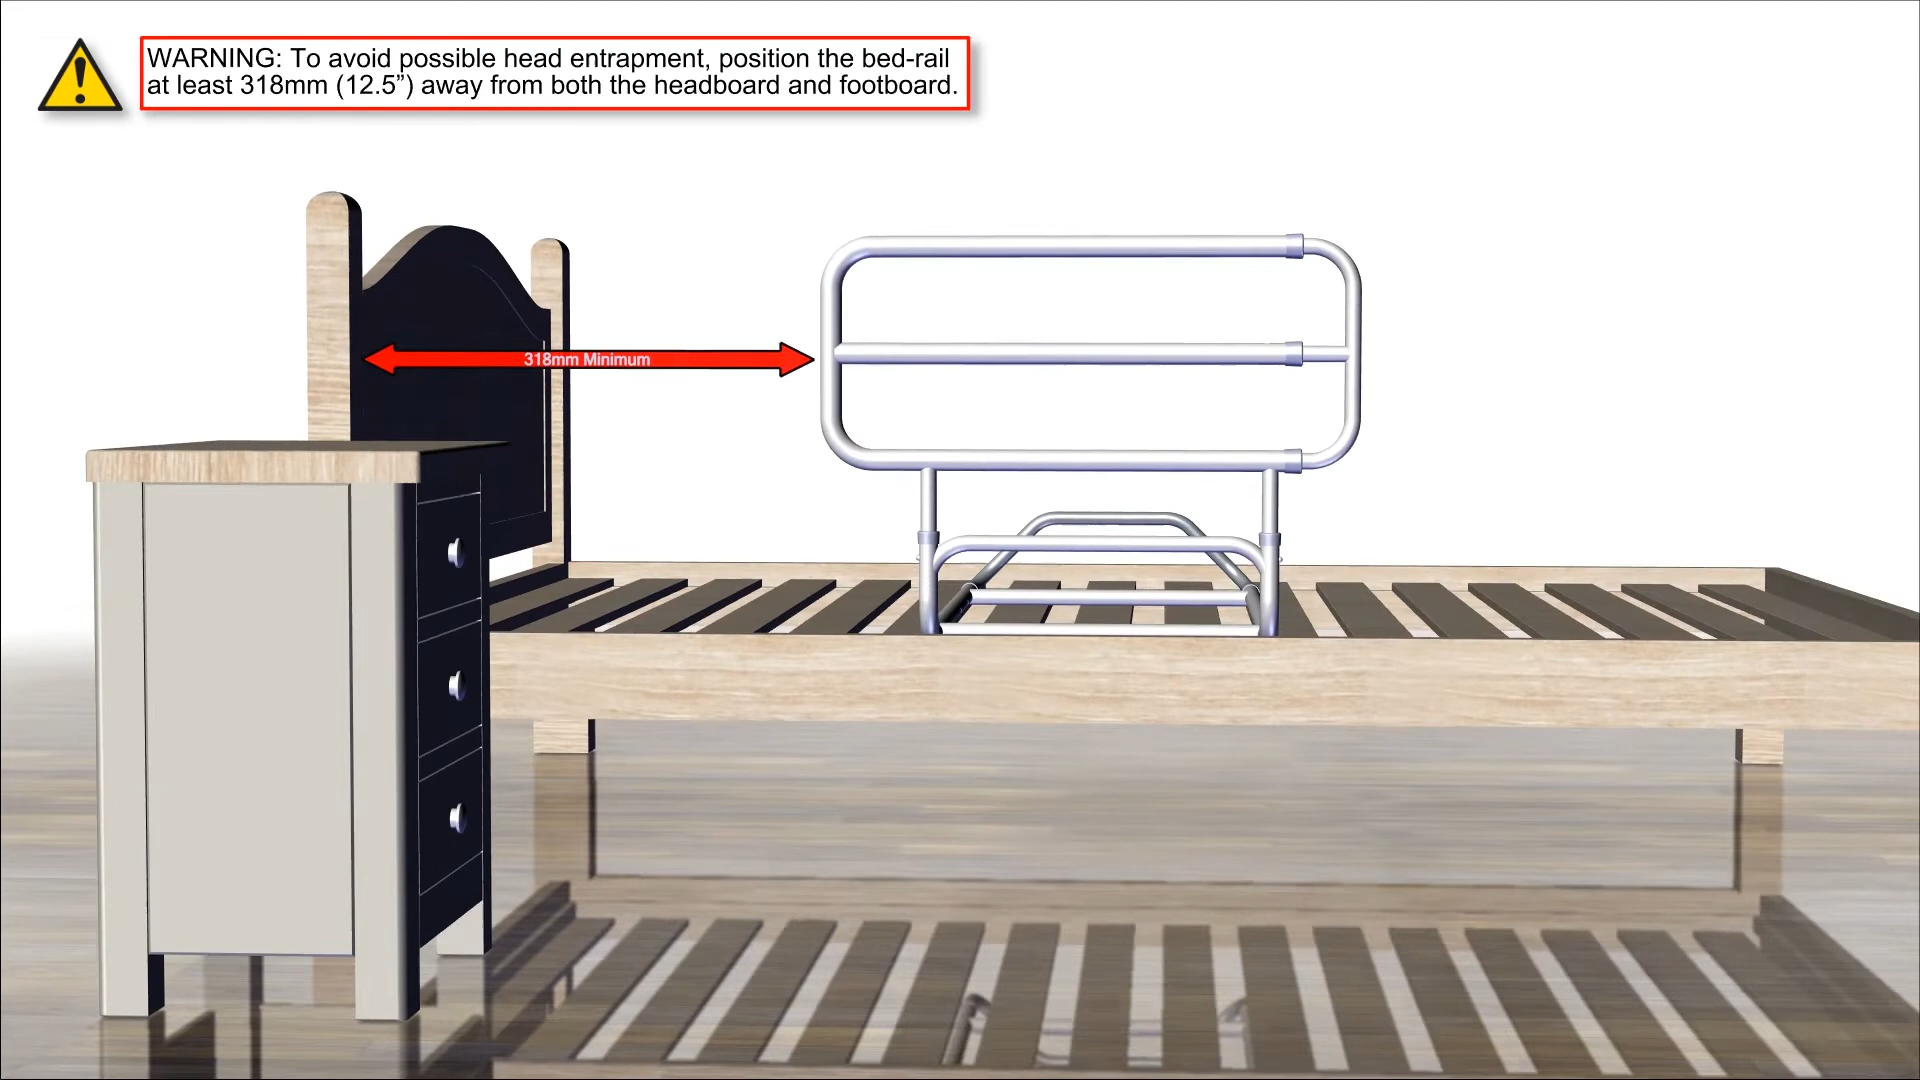 WARNING: To avoid possible head entrapment, position the bed-rail
at least 318mm (12.5”) away from both the headboard and footboard.
318mm Minimum